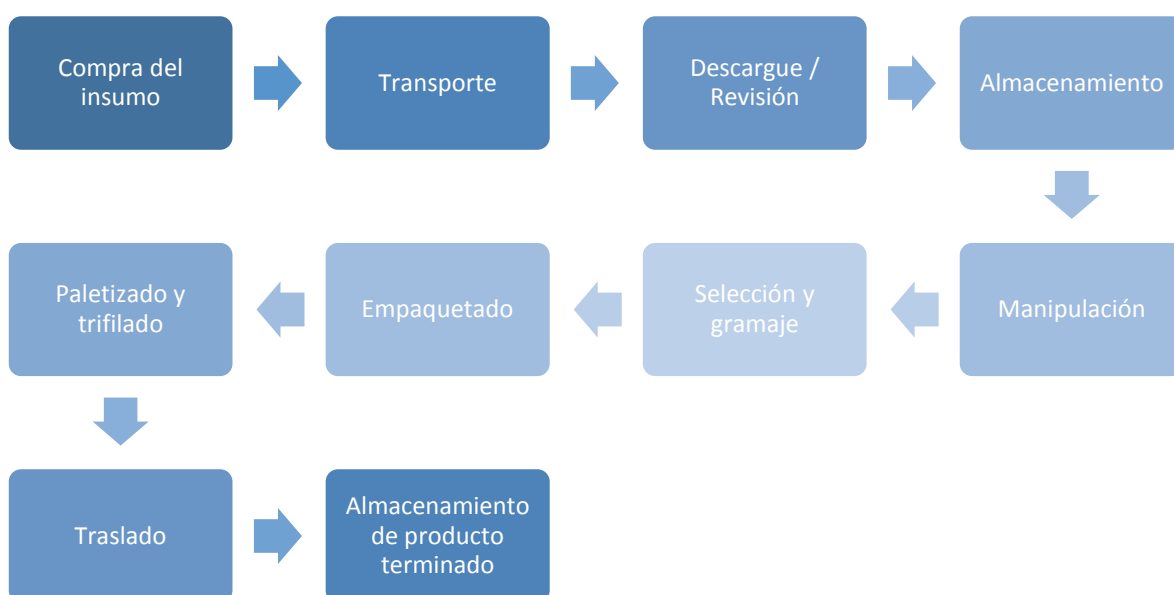 Compra del
insumo
Transporte
Descargue /
Revisión
Almacenamiento
Manipulación
Selección y
gramaje
Empaquetado
Paletizado y
trifilado
Traslado
Almacenamiento
de producto
terminado